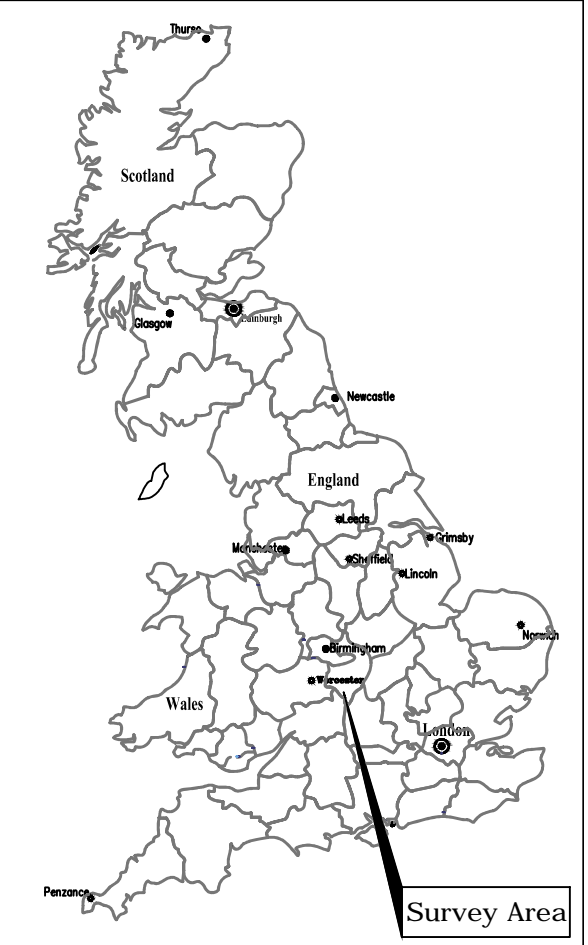 Thurso
Scotland
Edinburgh
Glasgow
Newcastle
England
Leeds
Grimsby
Manchester
Sheffield
Lincoln
Norwich
Birmingham
Worcester
Wales
London
Penzance
Survey Area